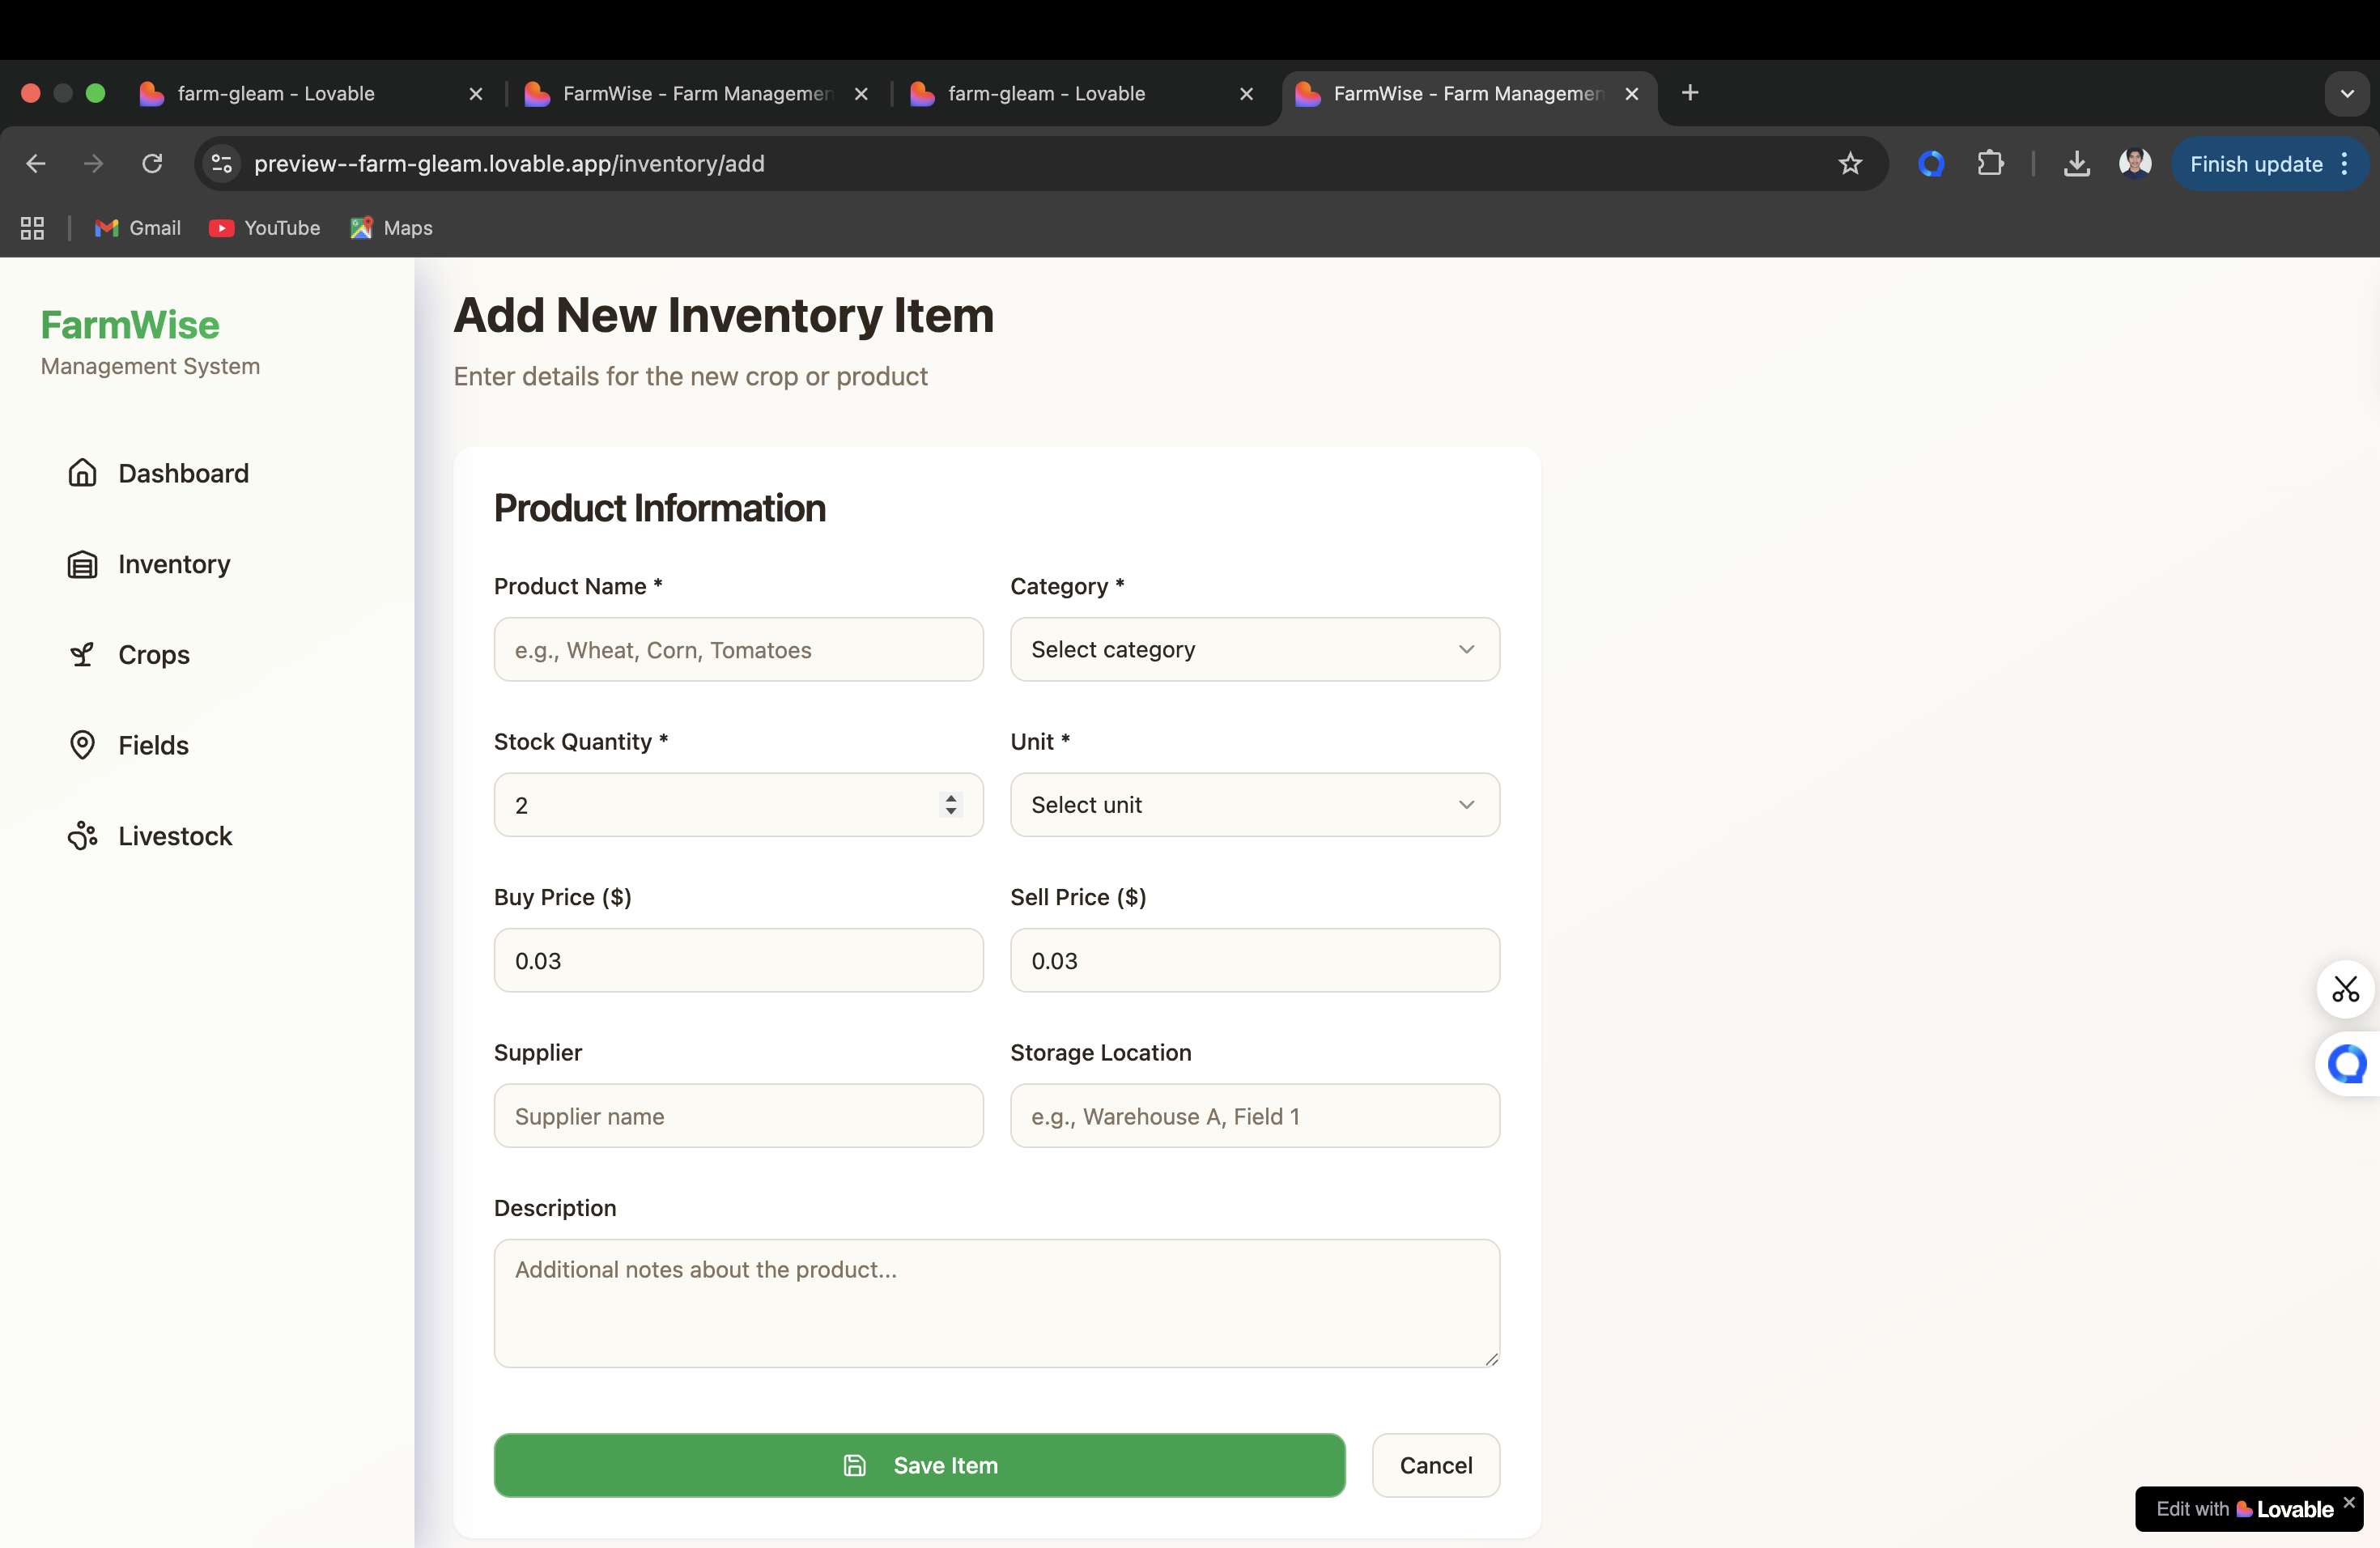 farm-gleam - Lovable
FarmWise - Farm Managemen
farm-gleam - Lovable
FarmWise - Farm Managemen
preview--farm-gleam.lovable.app/inventory/add
Finish update
Gmail
YouTube
Maps
FarmWise
Management System
Dashboard
Inventory
Crops
Fields
Livestock
Add New Inventory Item
Enter details for the new crop or product
Product Information
Product Name *
Category *
e.g., Wheat, Corn, Tomatoes
Select category
Stock Quantity *
Unit *
2
Select unit
Buy Price ($)
Sell Price ($)
0.03
0.03
Supplier
Storage Location
Supplier name
e.g., Warehouse A, Field 1
Description
Additional notes about the product...
Save Item
Cancel
Edit with Lovable